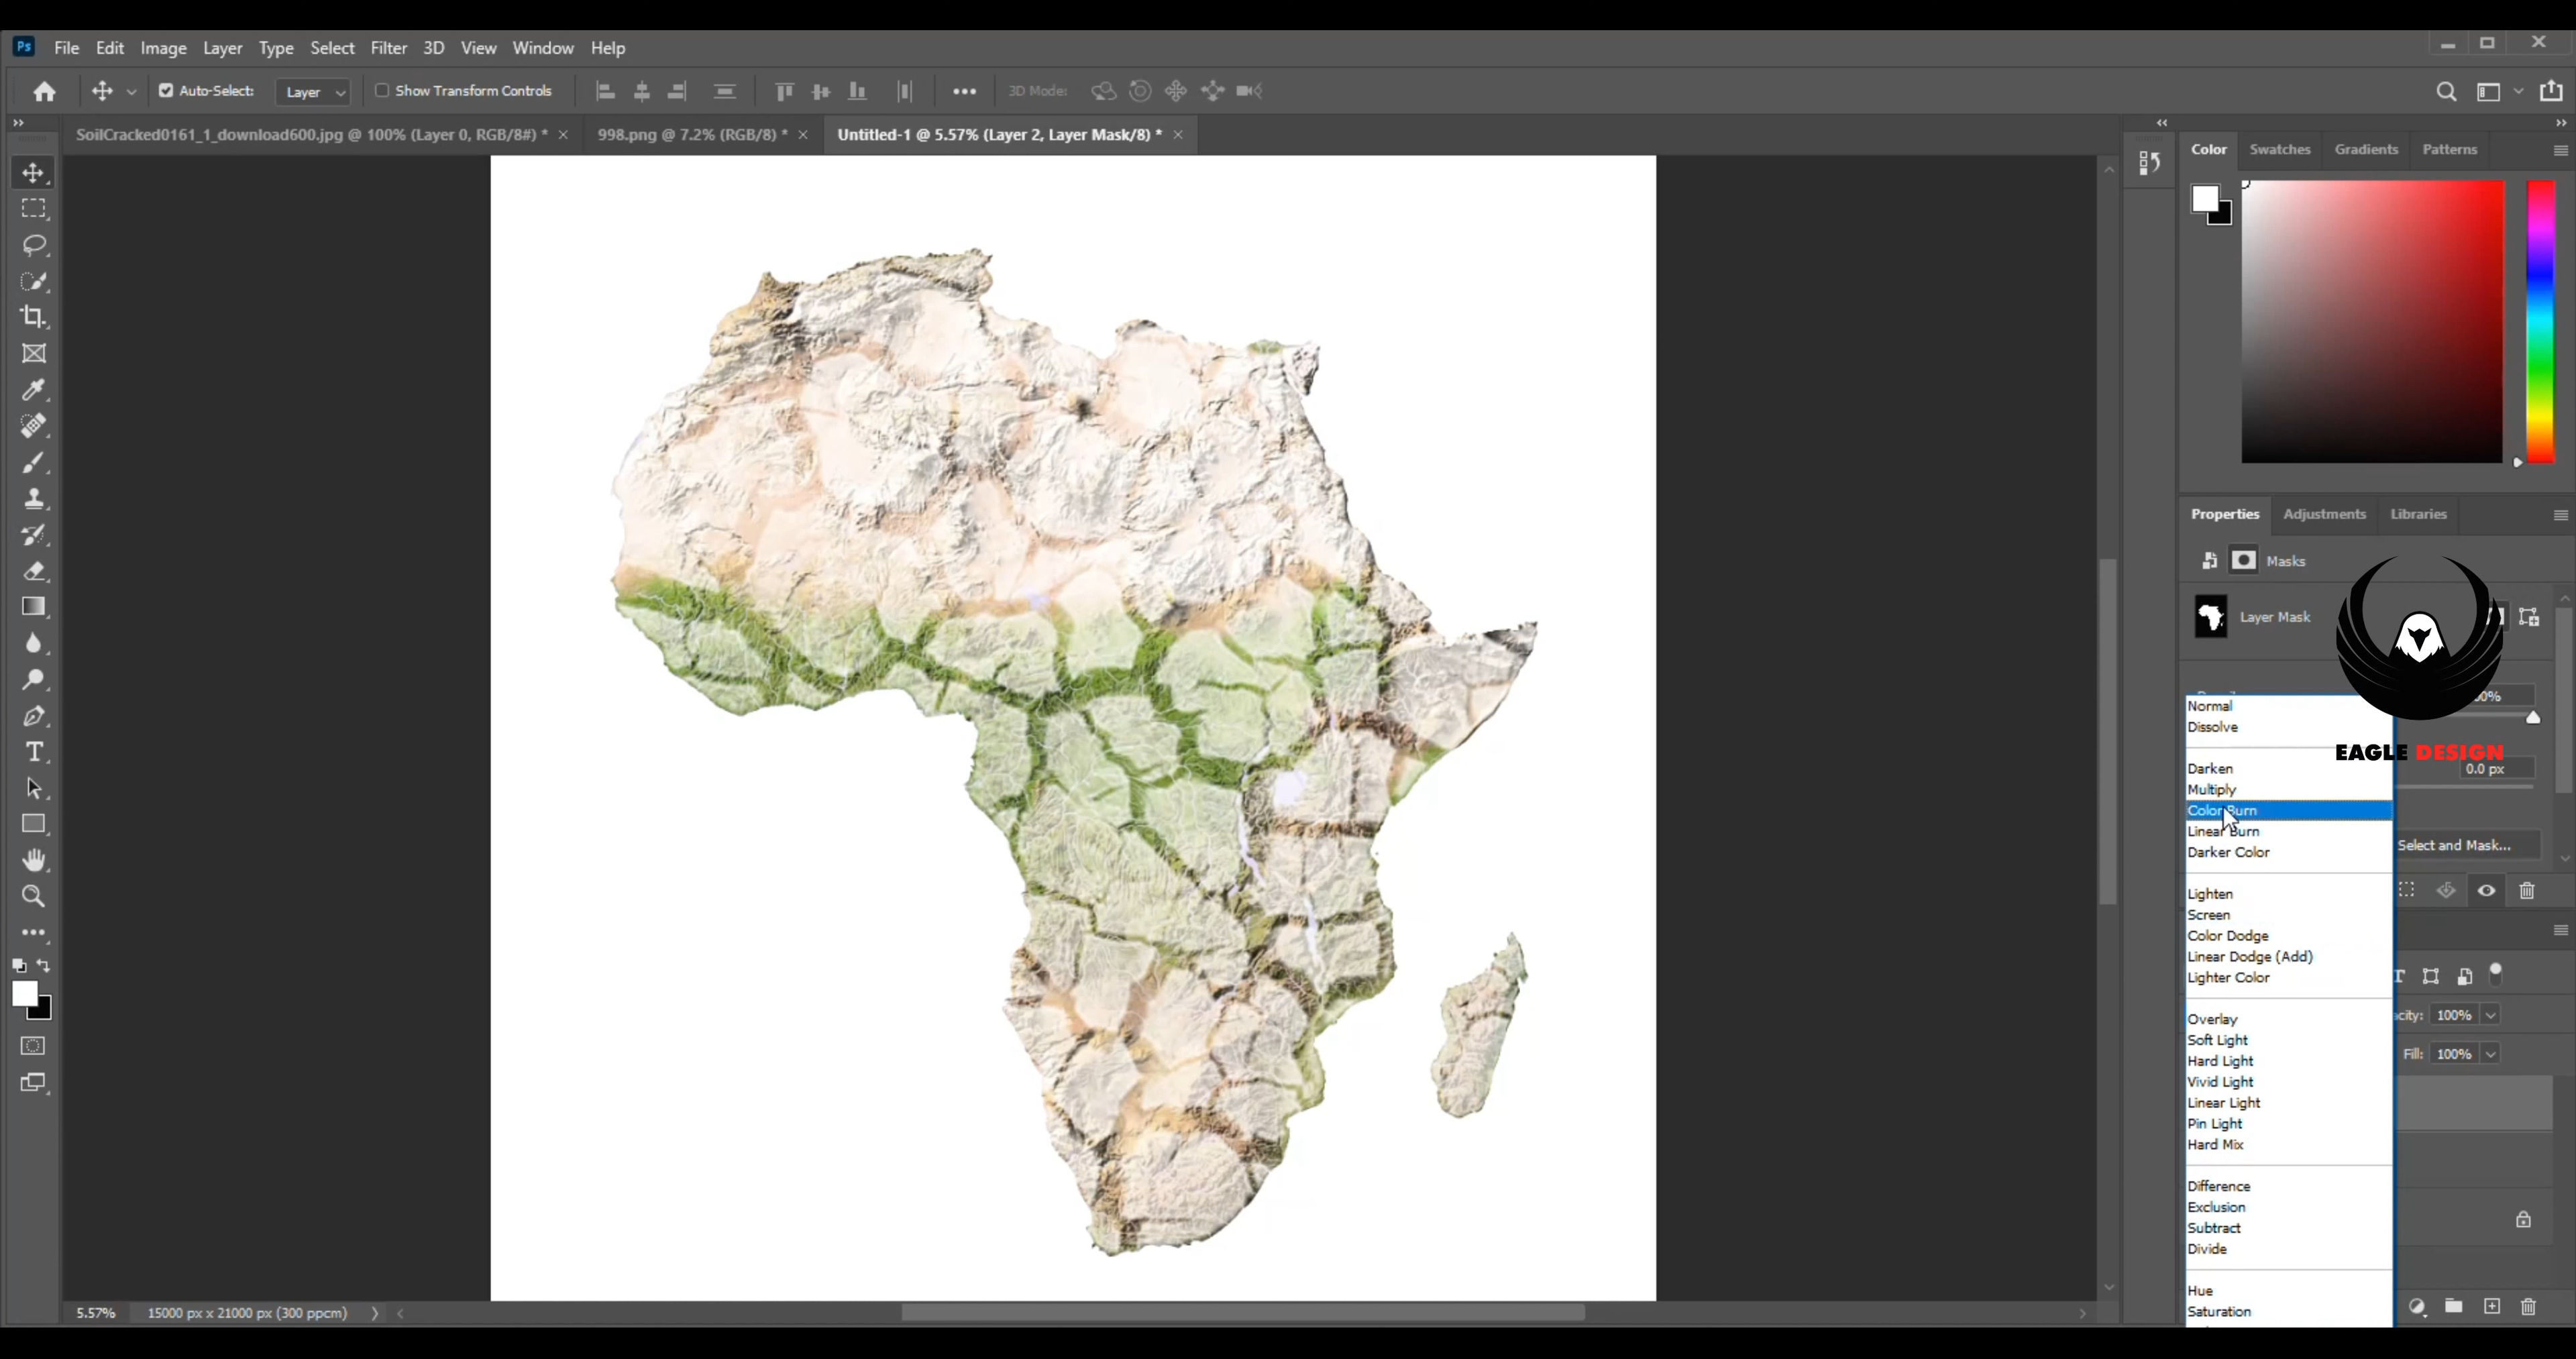 Ps File Edit Image Layer Type Select Filter 3D View Window Help
Auto-Select: Layer Show Transform Controls 3D Mode:
SoilCracked0161_1_download600.jpg @ 100% (Layer 0, RGB/8#) * 998.png @ 7.2% (RGB/8) * Untitled-1 @ 5.57% (Layer 2, Layer Mask/8) *
Color Swatches Gradients Patterns
Properties Adjustments Libraries
Masks
Layer Mask
Normal
Dissolve
EAGLE DESIGN
Darken 0.0 px
Multiply
Color Burn
Linear Burn
Select and Mask...
Darker Color
Lighten
Screen
Color Dodge
Linear Dodge (Add)
Lighter Color
100%
Overlay
Soft Light
Fill: 100%
Hard Light
Vivid Light
Linear Light
Pin Light
Hard Mix
Difference
Exclusion
Subtract
Divide
Hue
Saturation
5.57% 15000 px x 21000 px (300 ppcm)